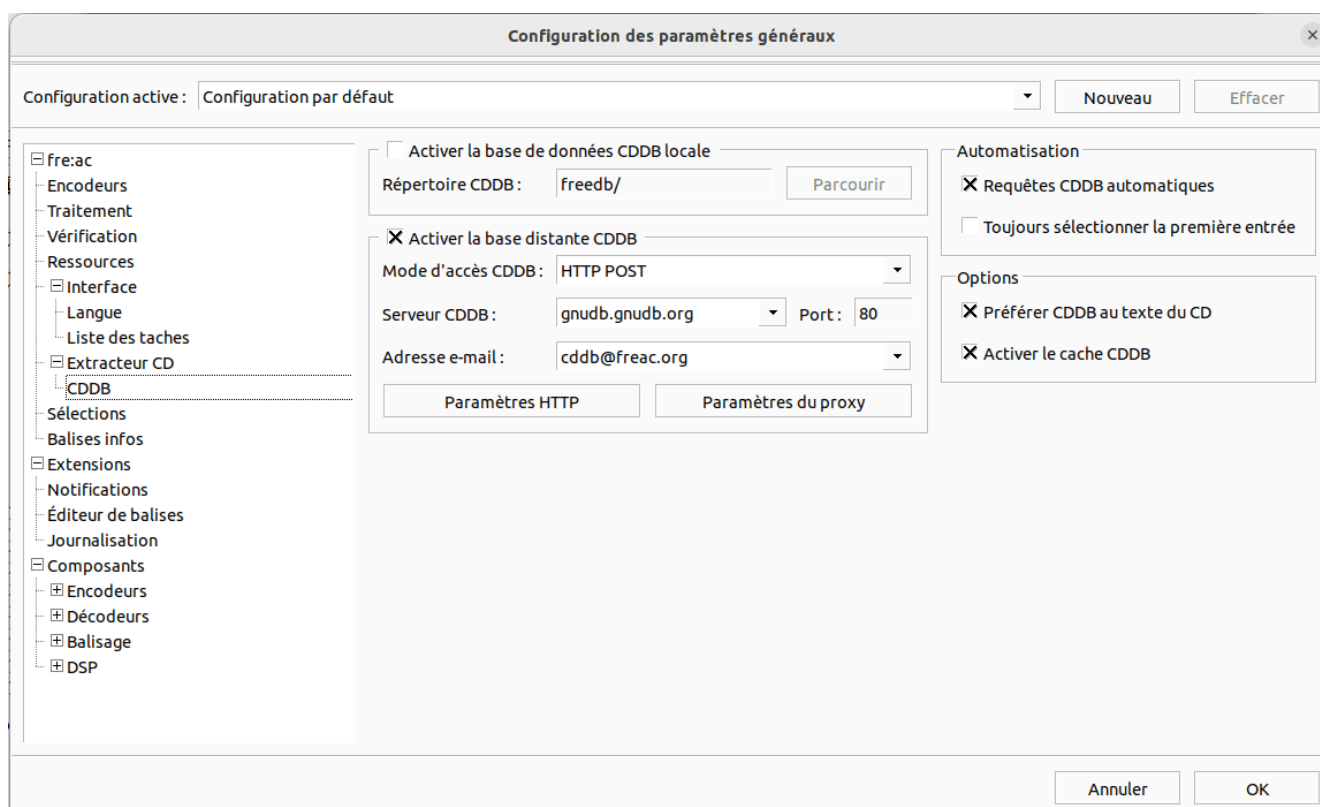 Configuration des paramètres généraux
Configuration active : Configuration par défaut Nouveau Effacer
fre:ac
Encodeurs
Traitement
Vérification
Ressources
Interface
Langue
Liste des taches
Extracteur CD
CDDB
Sélections
Balises infos
Extensions
Notifications
Éditeur de balises
Journalisation
Composants
Encodeurs
Décodeurs
Balisage
DSP
Activer la base de données CDDB locale
Répertoire CDDB : freedb/ Parcourir
Activer la base distante CDDB
Mode d'accès CDDB : HTTP POST
Serveur CDDB : gnudb.gnudb.org Port : 80
Adresse e-mail : cddb@freac.org
Paramètres HTTP Paramètres du proxy
Automatisation
Requêtes CDDB automatiques
Toujours sélectionner la première entrée
Options
Préférer CDDB au texte du CD
Activer le cache CDDB
Annuler OK